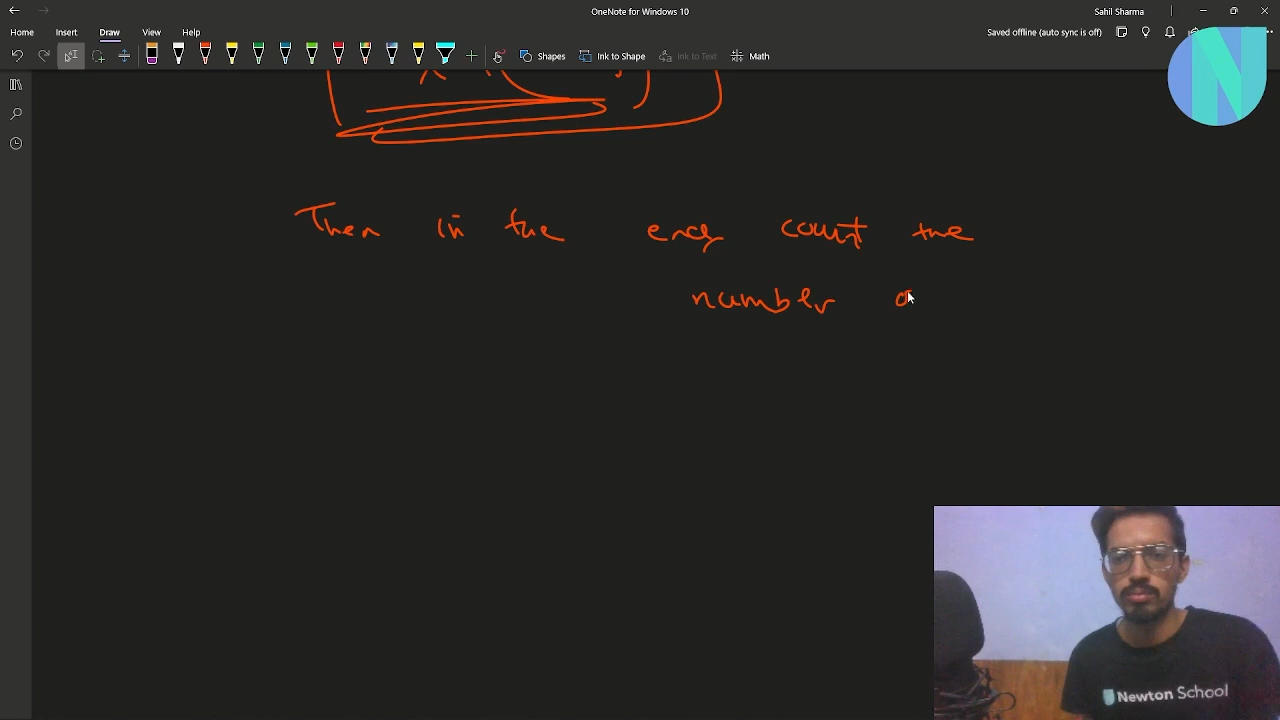 OneNote for Windows 10
Sahil Sharma
Home Insert Draw View Help
Saved offline (auto sync is off)
Shapes Ink to Shape Ink to Text Math
Then in the end count the
number o
Newton School